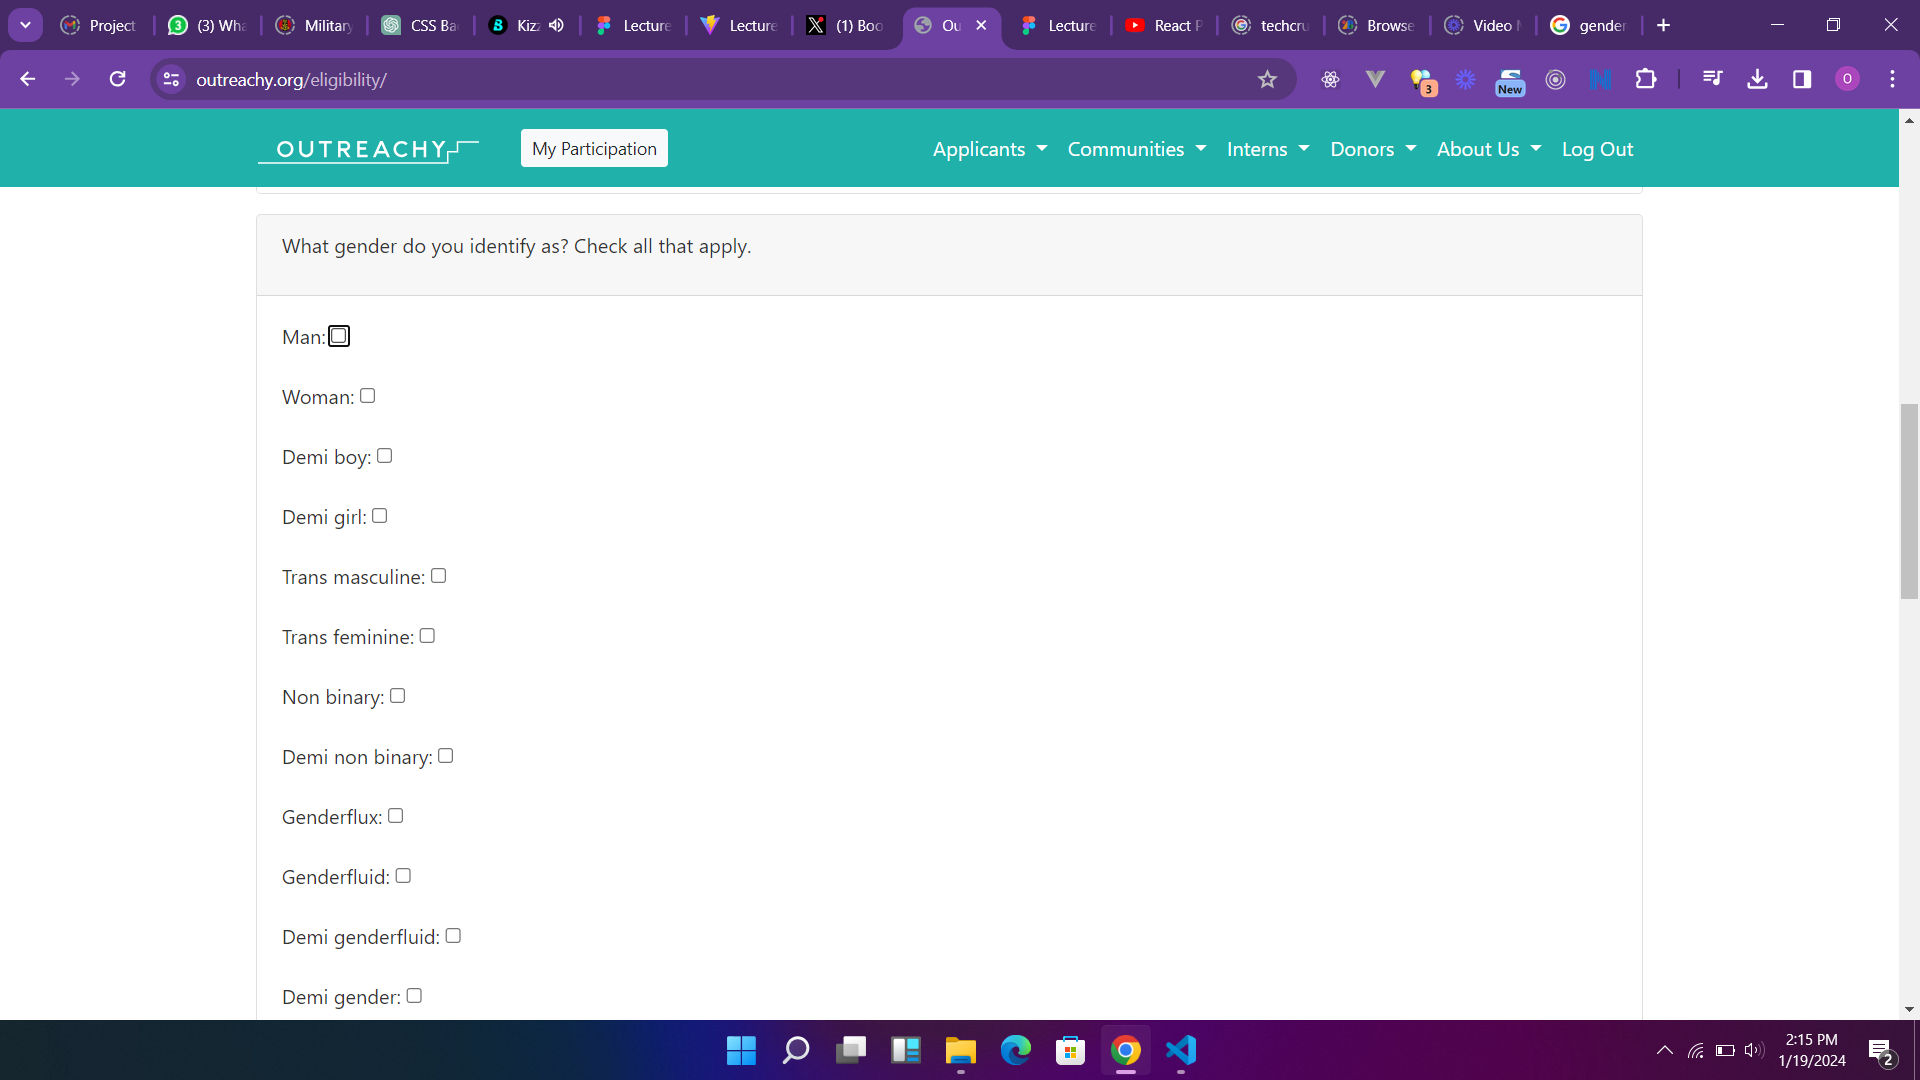 Project
(3) Wha
Military
CSS Ba
Kizz
Lecture
Lecture
(1) Boo
Ou
Lecture
React P
techcru
Browse
Video
gender
outreachy.org/eligibility/
3
New
O
OUTREACHY
My Participation
Applicants
Communities
Interns
Donors
About Us
Log Out
What gender do you identify as? Check all that apply.
Man:
Woman:
Demi boy:
Demi girl:
Trans masculine:
Trans feminine:
Non binary:
Demi non binary:
Genderflux:
Genderfluid:
Demi genderfluid:
Demi gender:
2:15 PM
1/19/2024
2